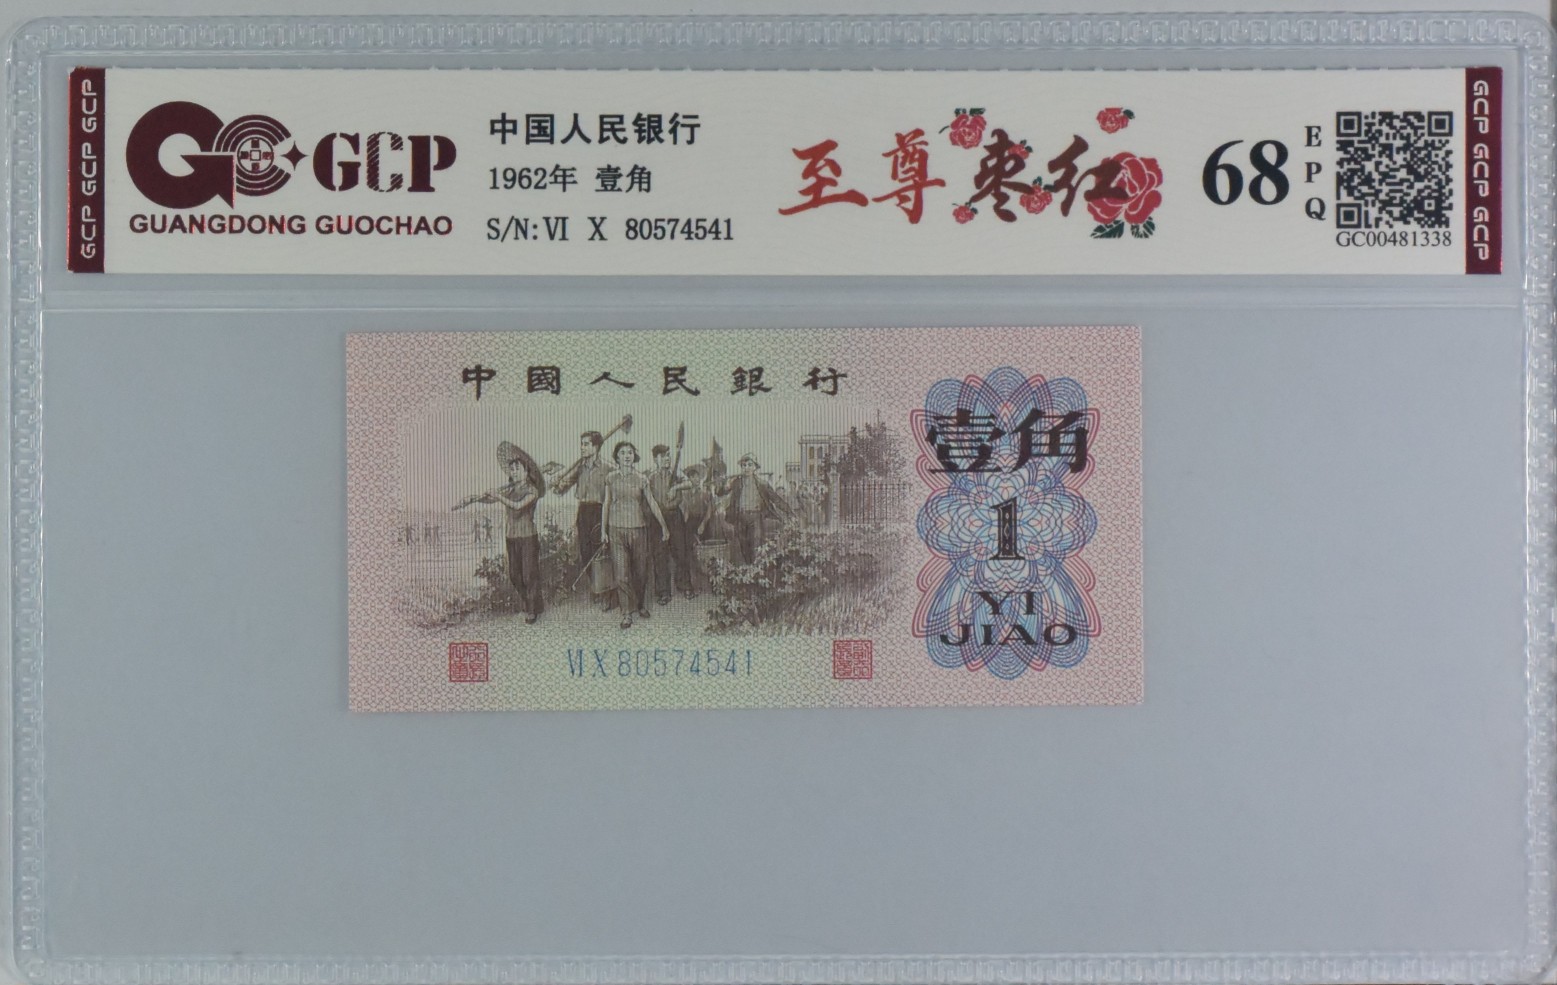 GCP GCP GCP
GCP
GUANGDONG GUOCHAO
中国人民银行
1962年 壹角
S/N: VI X 80574541
至尊枣红
68
EPQ
GC00481338
GCP GCP GCP
中國人民銀行
壹角
1
YI
JIAO
VI X 80574541